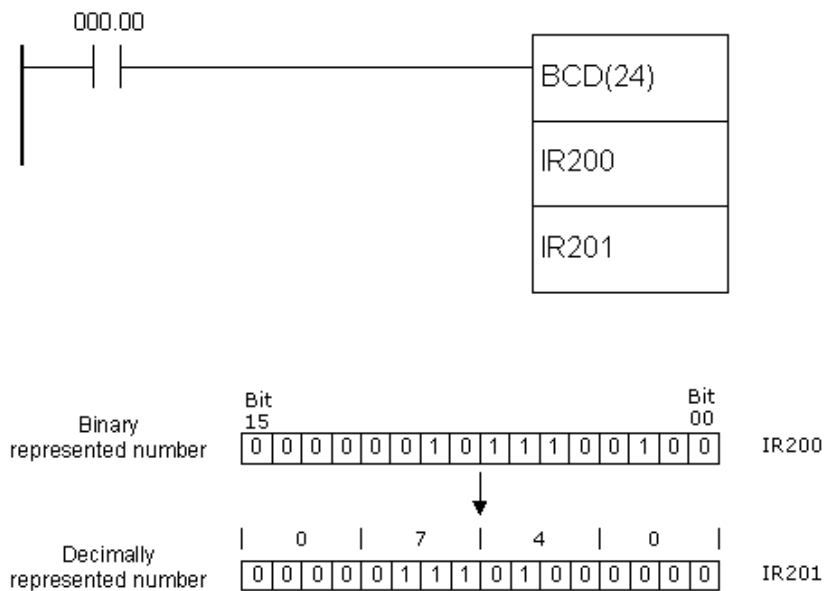 000.00
BCD(24)
IR200
IR201
Bit
15
Bit
00
Binary
represented number
0 0 0 0 0 0 1 0 1 1 1 0 0 1 0 0
IR200
0 7 4 0
Decimally
represented number
0 0 0 0 0 1 1 1 0 1 0 0 0 0 0 0
IR201